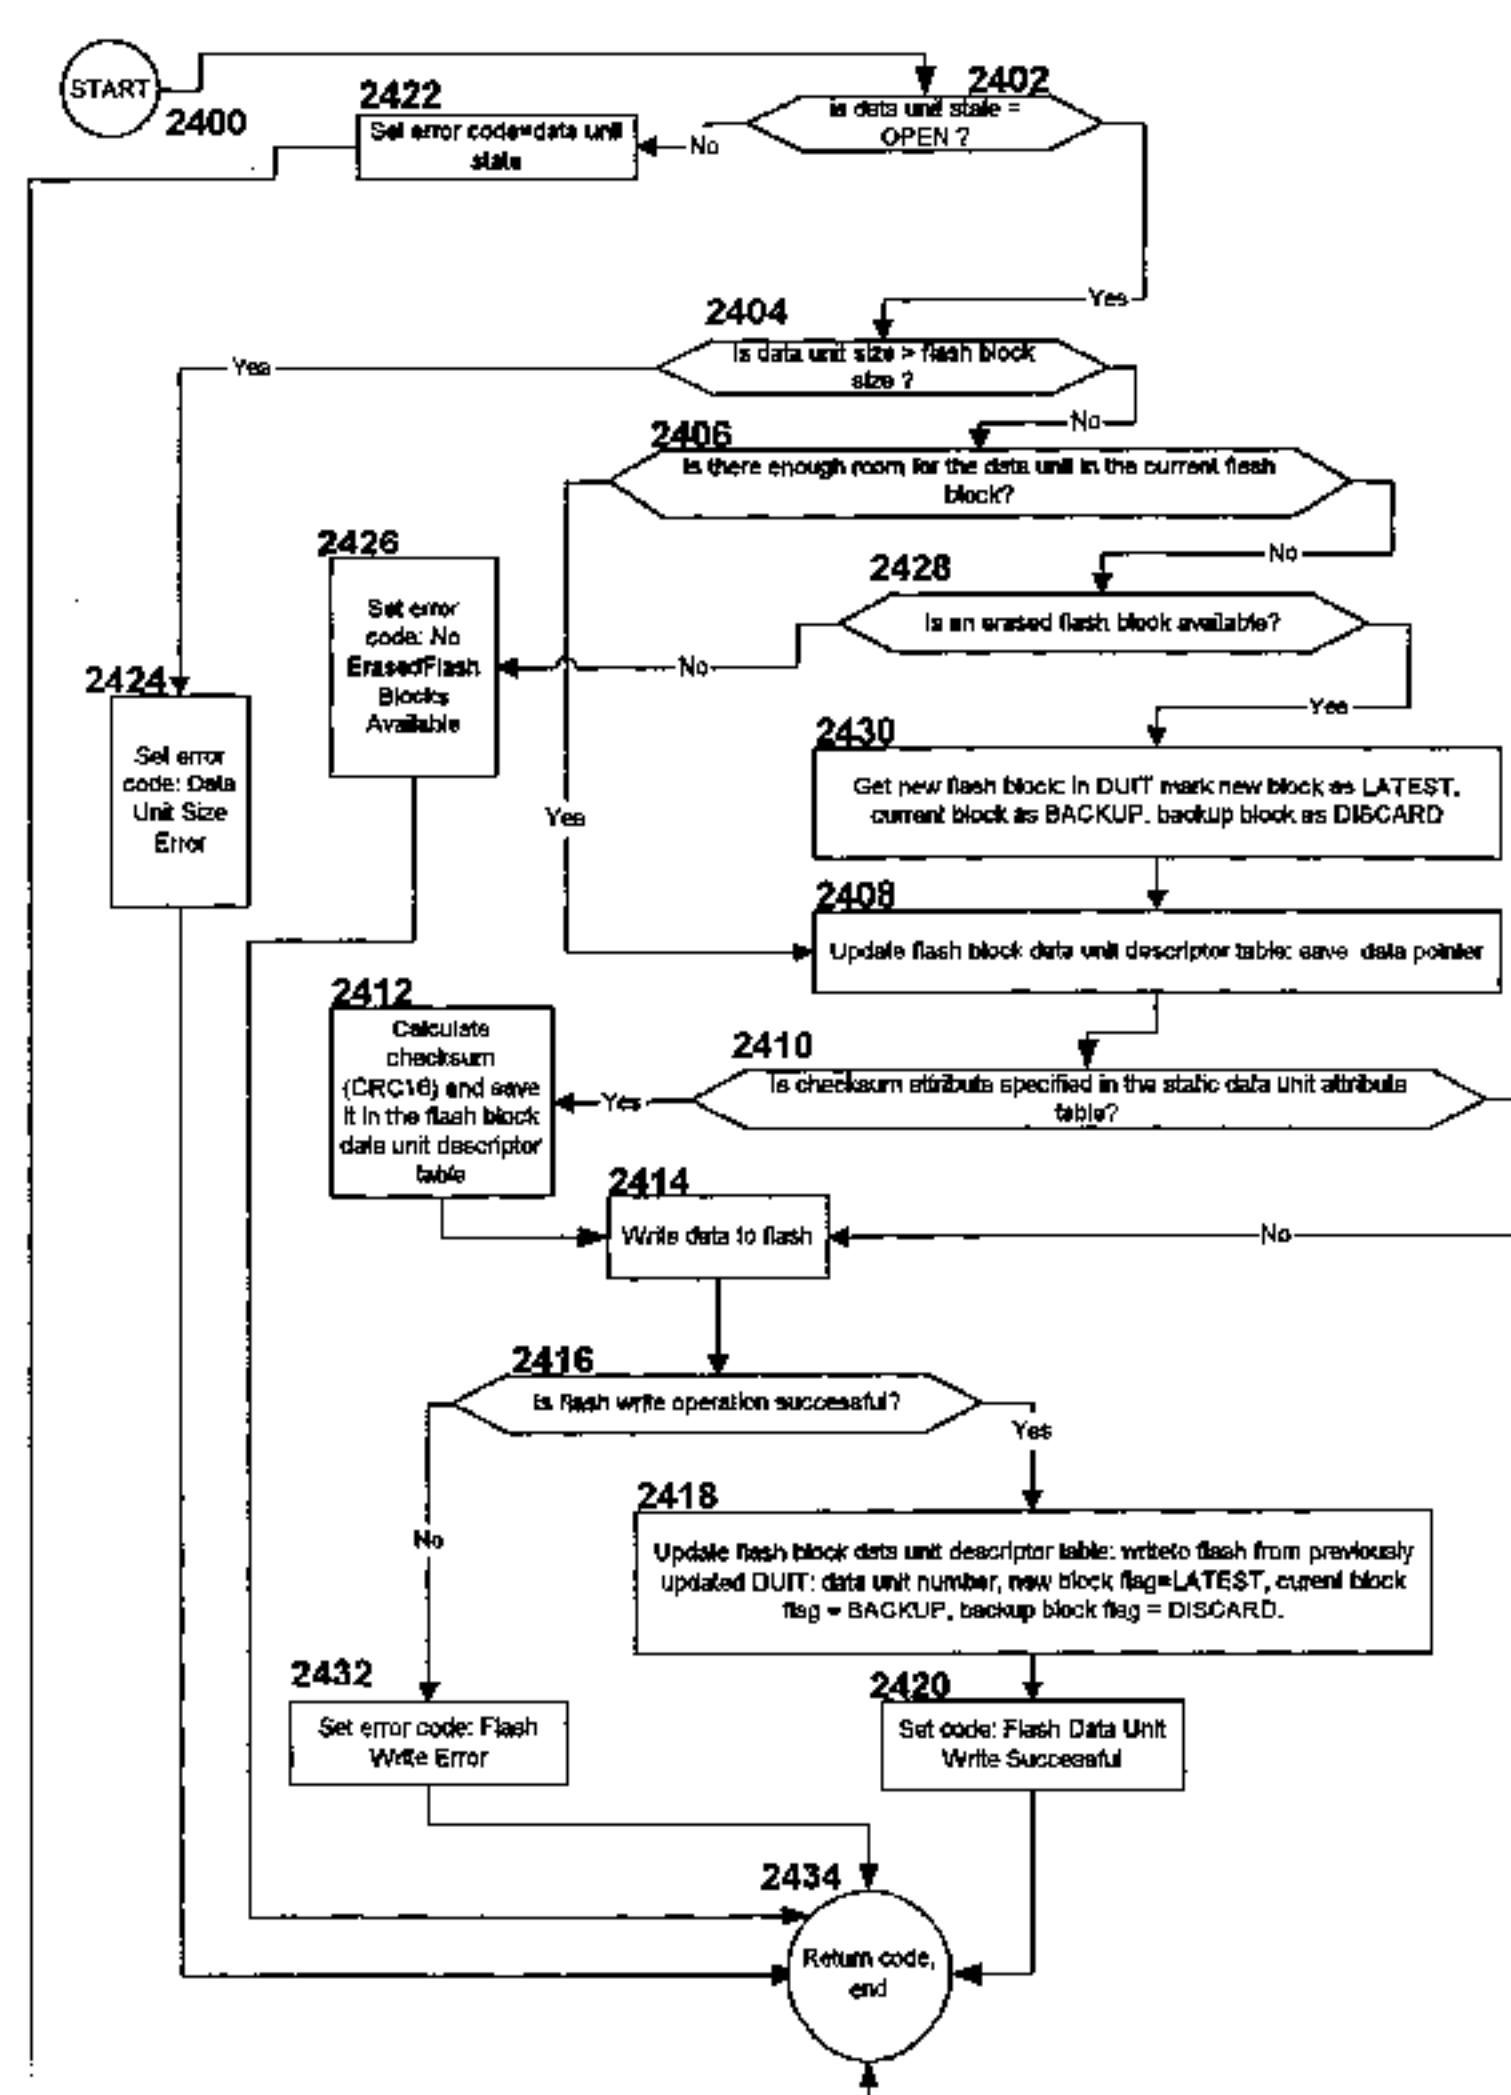 START
2400
2402
Is data unit state =
OPEN ?
2422
Set error code=data unit
state
No
Yes
2404
Is data unit size > flash block
size ?
Yes
No
2406
Is there enough room for the data unit in the current flash
block?
No
2428
Is an erased flash block available?
2426
Set error
code: No
ErasedFlash
Blocks
Available
No
Yes
2424
Set error
code: Data
Unit Size
Error
Yes
2430
Get new flash block: in DUIT mark new block as LATEST,
current block as BACKUP, backup block as DISCARD
2408
Update flash block data unit descriptor table: save data pointer
2412
Calculate
checksum
(CRC16) and save
it in the flash block
data unit descriptor
table
2410
Is checksum attribute specified in the static data unit attribute
table?
Yes
2414
Write data to flash
No
2416
Is flash write operation successful?
Yes
No
2418
Update flash block data unit descriptor table: writeto flash from previously
updated DUIT: data unit number, new block flag=LATEST, curent block
flag = BACKUP, backup block flag = DISCARD.
2432
Set error code: Flash
Write Error
2420
Set code: Flash Data Unit
Write Successful
2434
Return code,
end